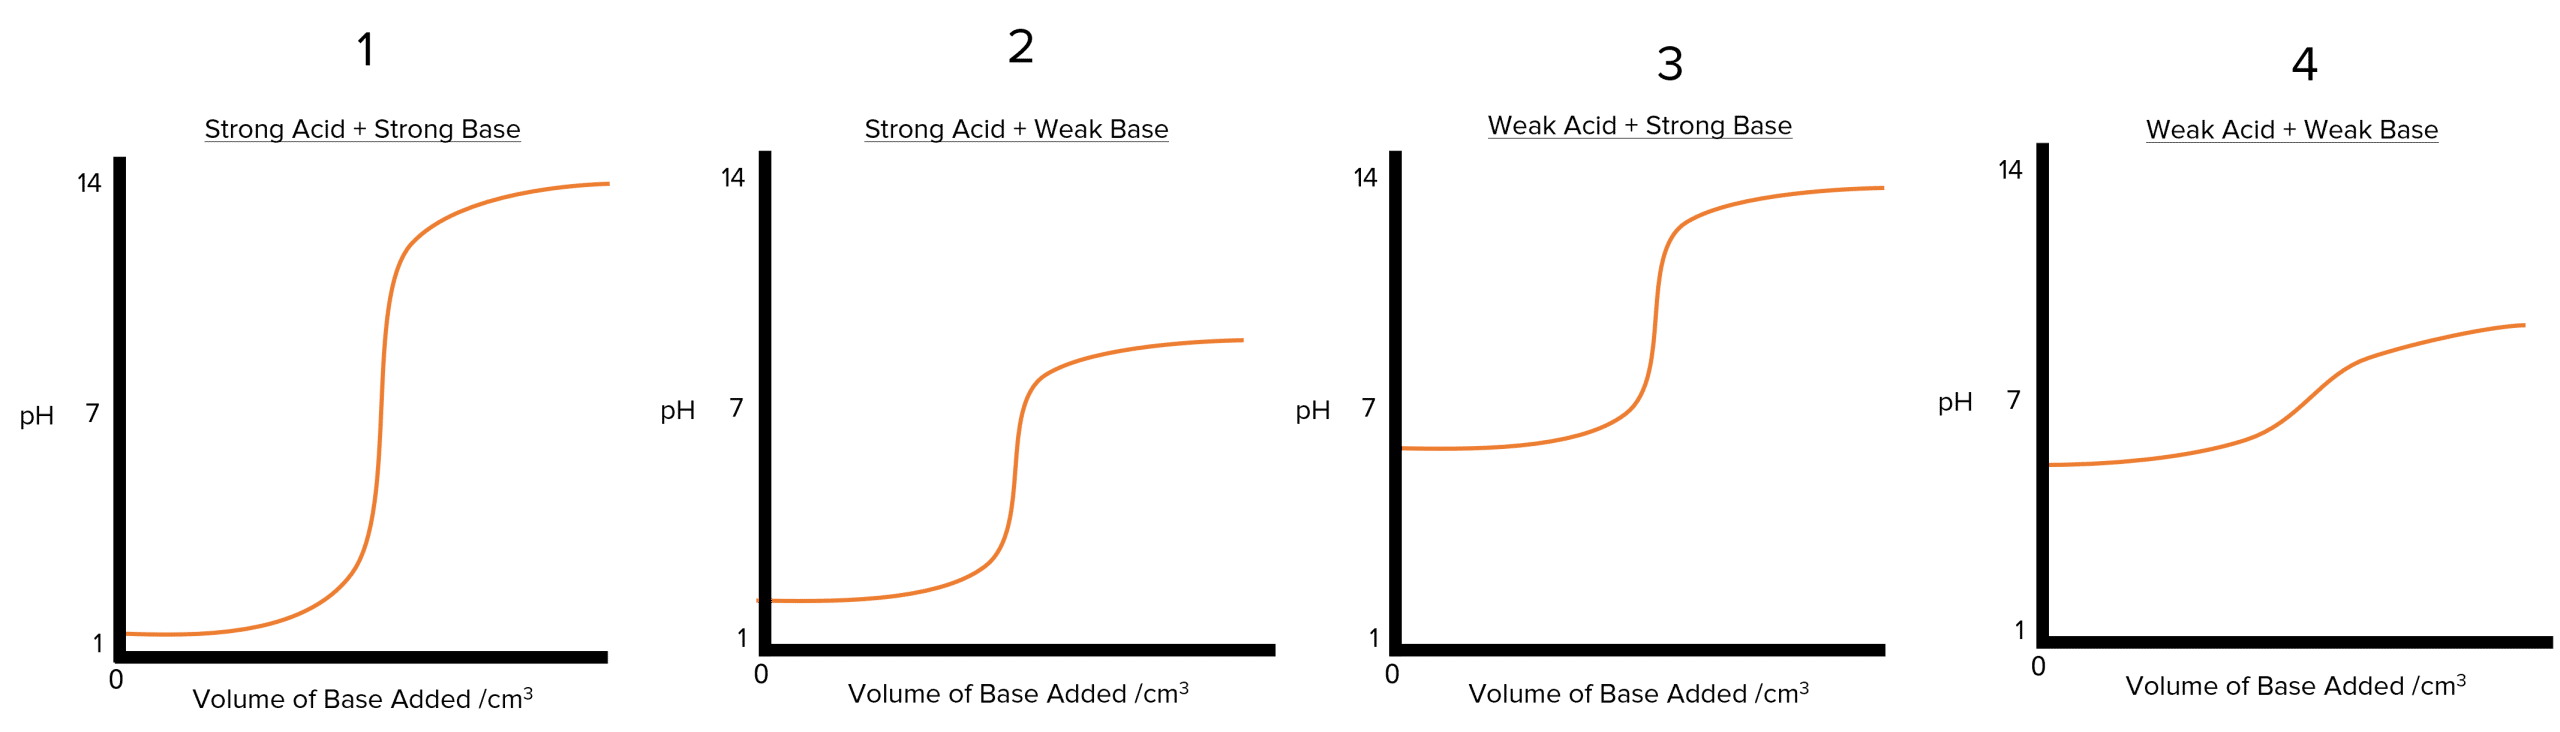 1
Strong Acid + Strong Base
14
pH 7
1
0
Volume of Base Added /cm³
2
Strong Acid + Weak Base
14
pH 7
1
0
Volume of Base Added /cm³
3
Weak Acid + Strong Base
14
pH 7
1
0
Volume of Base Added /cm³
4
Weak Acid + Weak Base
14
pH 7
1
0
Volume of Base Added /cm³